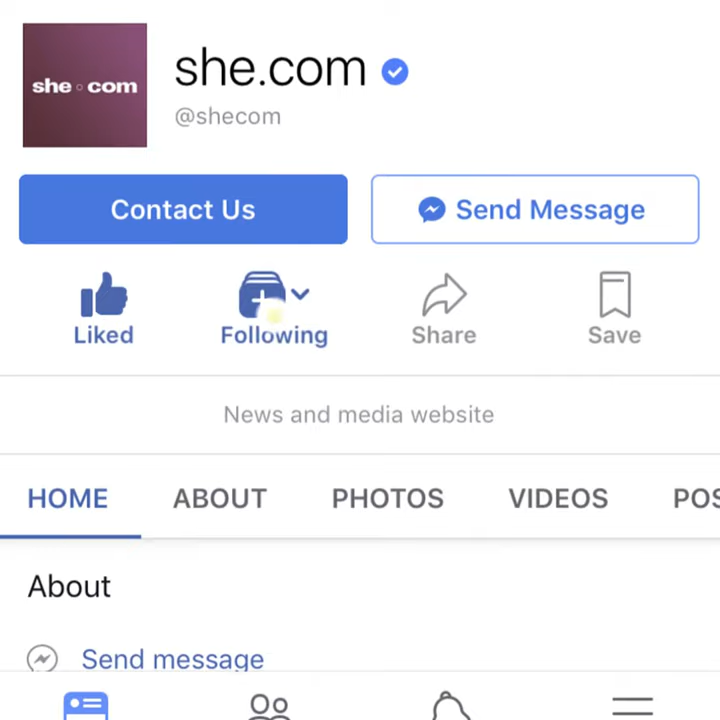 she.com
she.com
@shecom
Contact Us
Send Message
Liked
Following
Share
Save
News and media website
HOME ABOUT PHOTOS VIDEOS POS
About
Send message